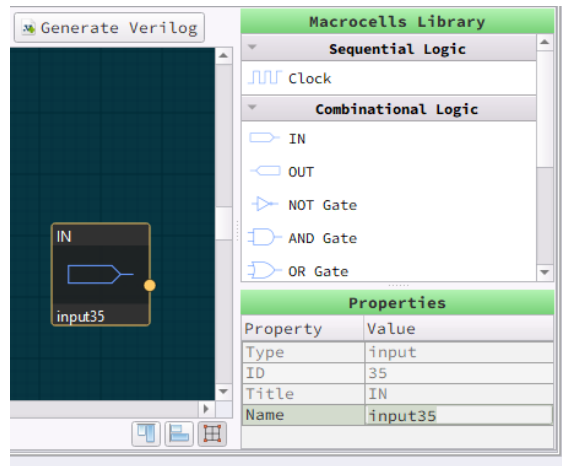 Generate Verilog
Macrocells Library
Sequential Logic
Clock
Combinational Logic
IN
OUT
NOT Gate
AND Gate
OR Gate
IN
input35
Properties
Property Value
Type input
ID 35
Title IN
Name input35